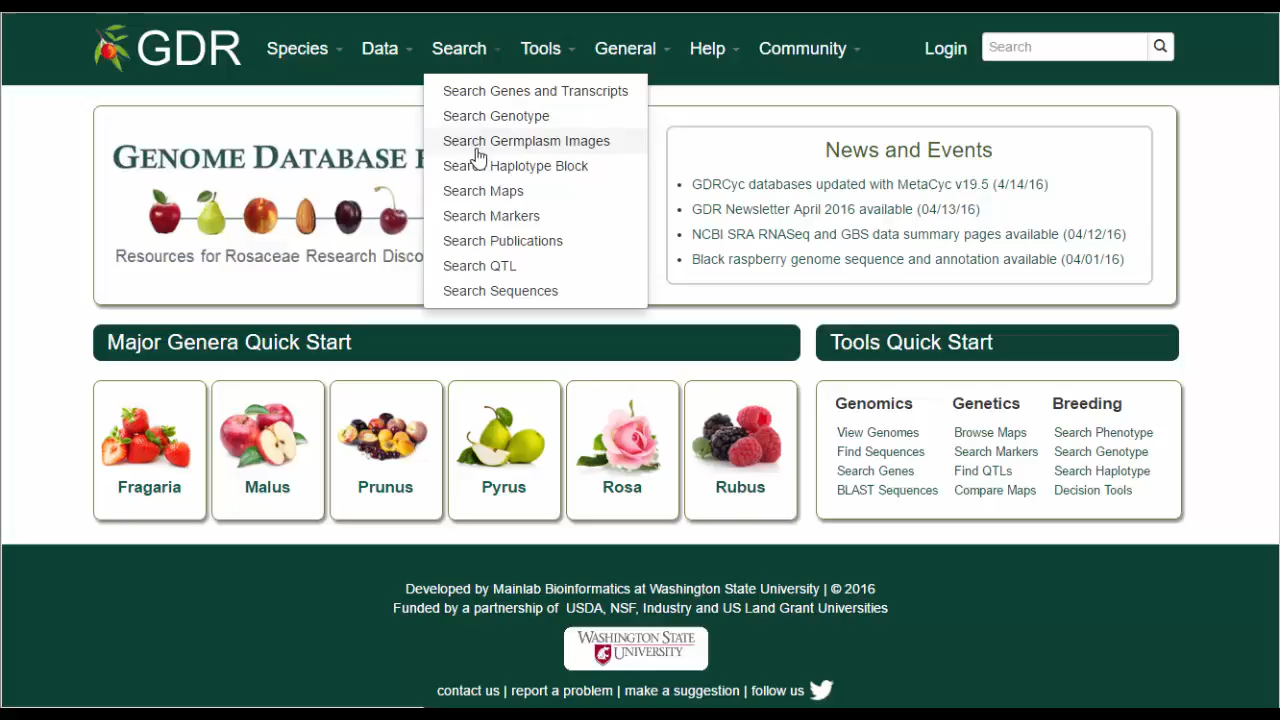 GDR
Species
Data
Search
Tools
General
Help
Community
Login
Search
Search Genes and Transcripts
Search Genotype
Search Germplasm Images
Search Haplotype Block
Search Maps
Search Markers
Search Publications
Search QTL
Search Sequences
GENOME DATABASE
Resources for Rosaceae Research Disco
News and Events
GDRCyc databases updated with MetaCyc v19.5 (4/14/16)
GDR Newsletter April 2016 available (04/13/16)
NCBI SRA RNASeq and GBS data summary pages available (04/12/16)
Black raspberry genome sequence and annotation available (04/01/16)
Major Genera Quick Start
Fragaria
Malus
Prunus
Pyrus
Rosa
Rubus
Tools Quick Start
Genomics
View Genomes
Find Sequences
Search Genes
BLAST Sequences
Genetics
Browse Maps
Search Markers
Find QTLs
Compare Maps
Breeding
Search Phenotype
Search Genotype
Search Haplotype
Decision Tools
Developed by Mainlab Bioinformatics at Washington State University | © 2016
Funded by a partnership of USDA, NSF, Industry and US Land Grant Universities
WASHINGTON STATE
UNIVERSITY
contact us | report a problem | make a suggestion | follow us